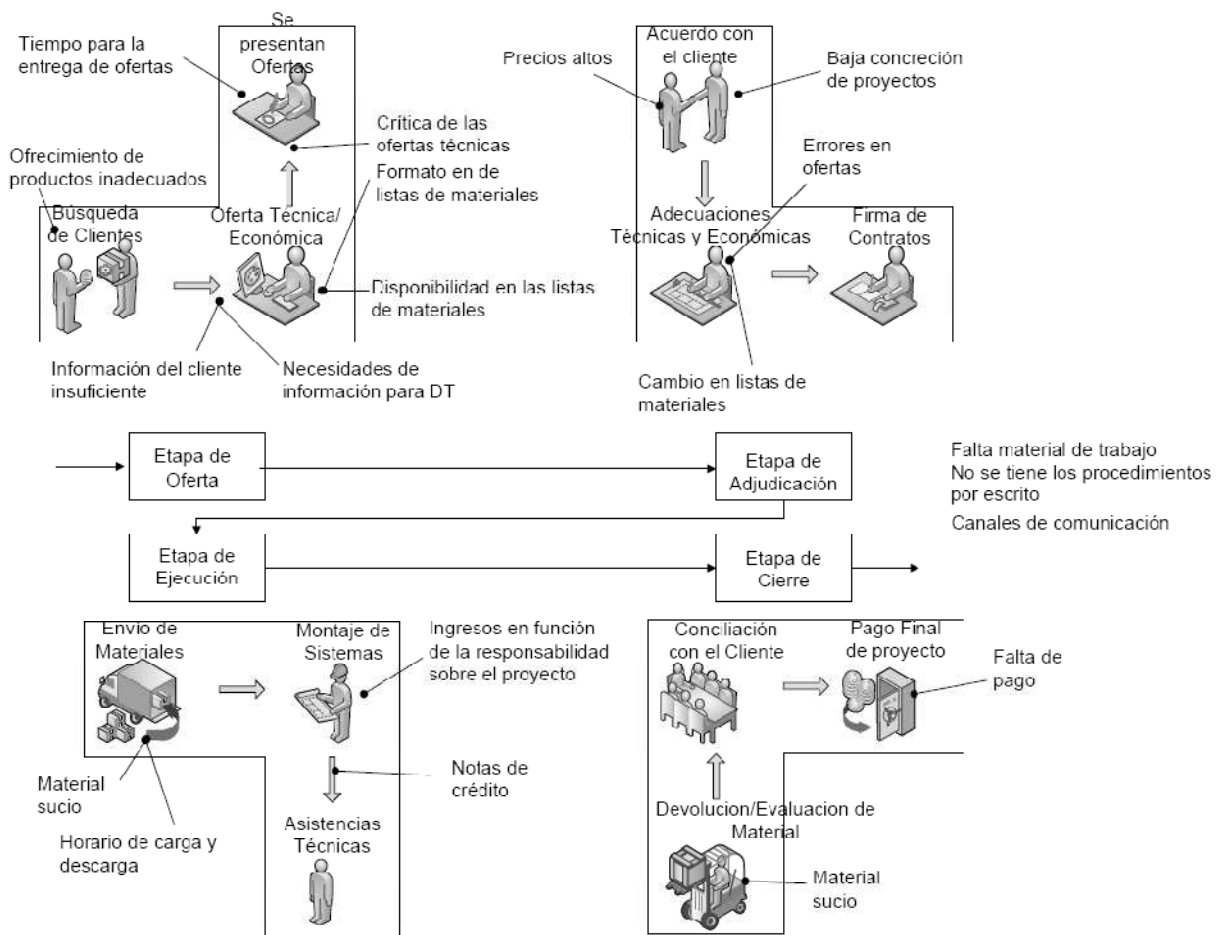 Se
presentan
Ofertas
Tiempo para la
entrega de ofertas
Crítica de las
ofertas técnicas
Formato en de
listas de materiales
Ofrecimiento de
productos inadecuados
Búsqueda
de Clientes
Oferta Técnica/
Económica
Disponibilidad en las listas
de materiales
Información del cliente
insuficiente
Necesidades de
información para DT
Acuerdo con
el cliente
Precios altos
Baja concreción
de proyectos
Errores en
ofertas
Adecuaciones
Técnicas y Económicas
Firma de
Contratos
Cambio en listas de
materiales
Etapa de
Oferta
Etapa de
Adjudicación
Falta material de trabajo
No se tiene los procedimientos
por escrito
Canales de comunicación
Etapa de
Ejecución
Etapa de
Cierre
Envío de
Materiales
Montaje de
Sistemas
Ingresos en función
de la responsabilidad
sobre el proyecto
Material
sucio
Horario de carga y
descarga
Notas de
crédito
Asistencias
Técnicas
Conciliación
con el Cliente
Pago Final
de proyecto
Falta de
pago
Devolucion/Evaluacion de
Material
Material
sucio